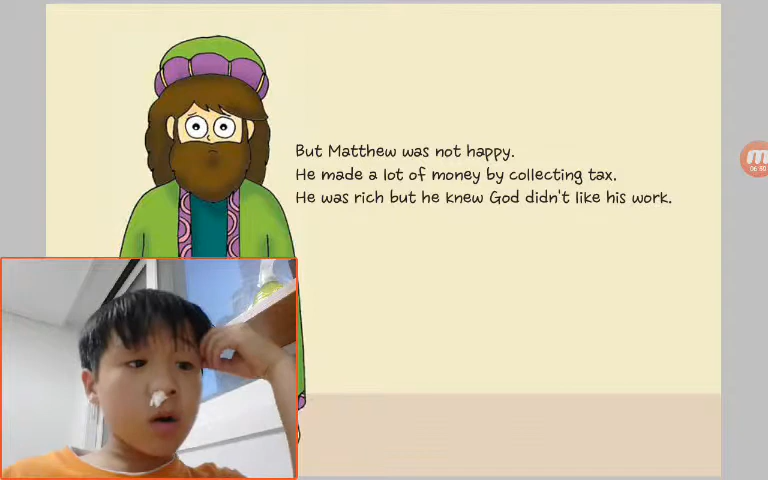 But Matthew was not happy.
He made a lot of money by collecting tax.
He was rich but he knew God didn't like his work.